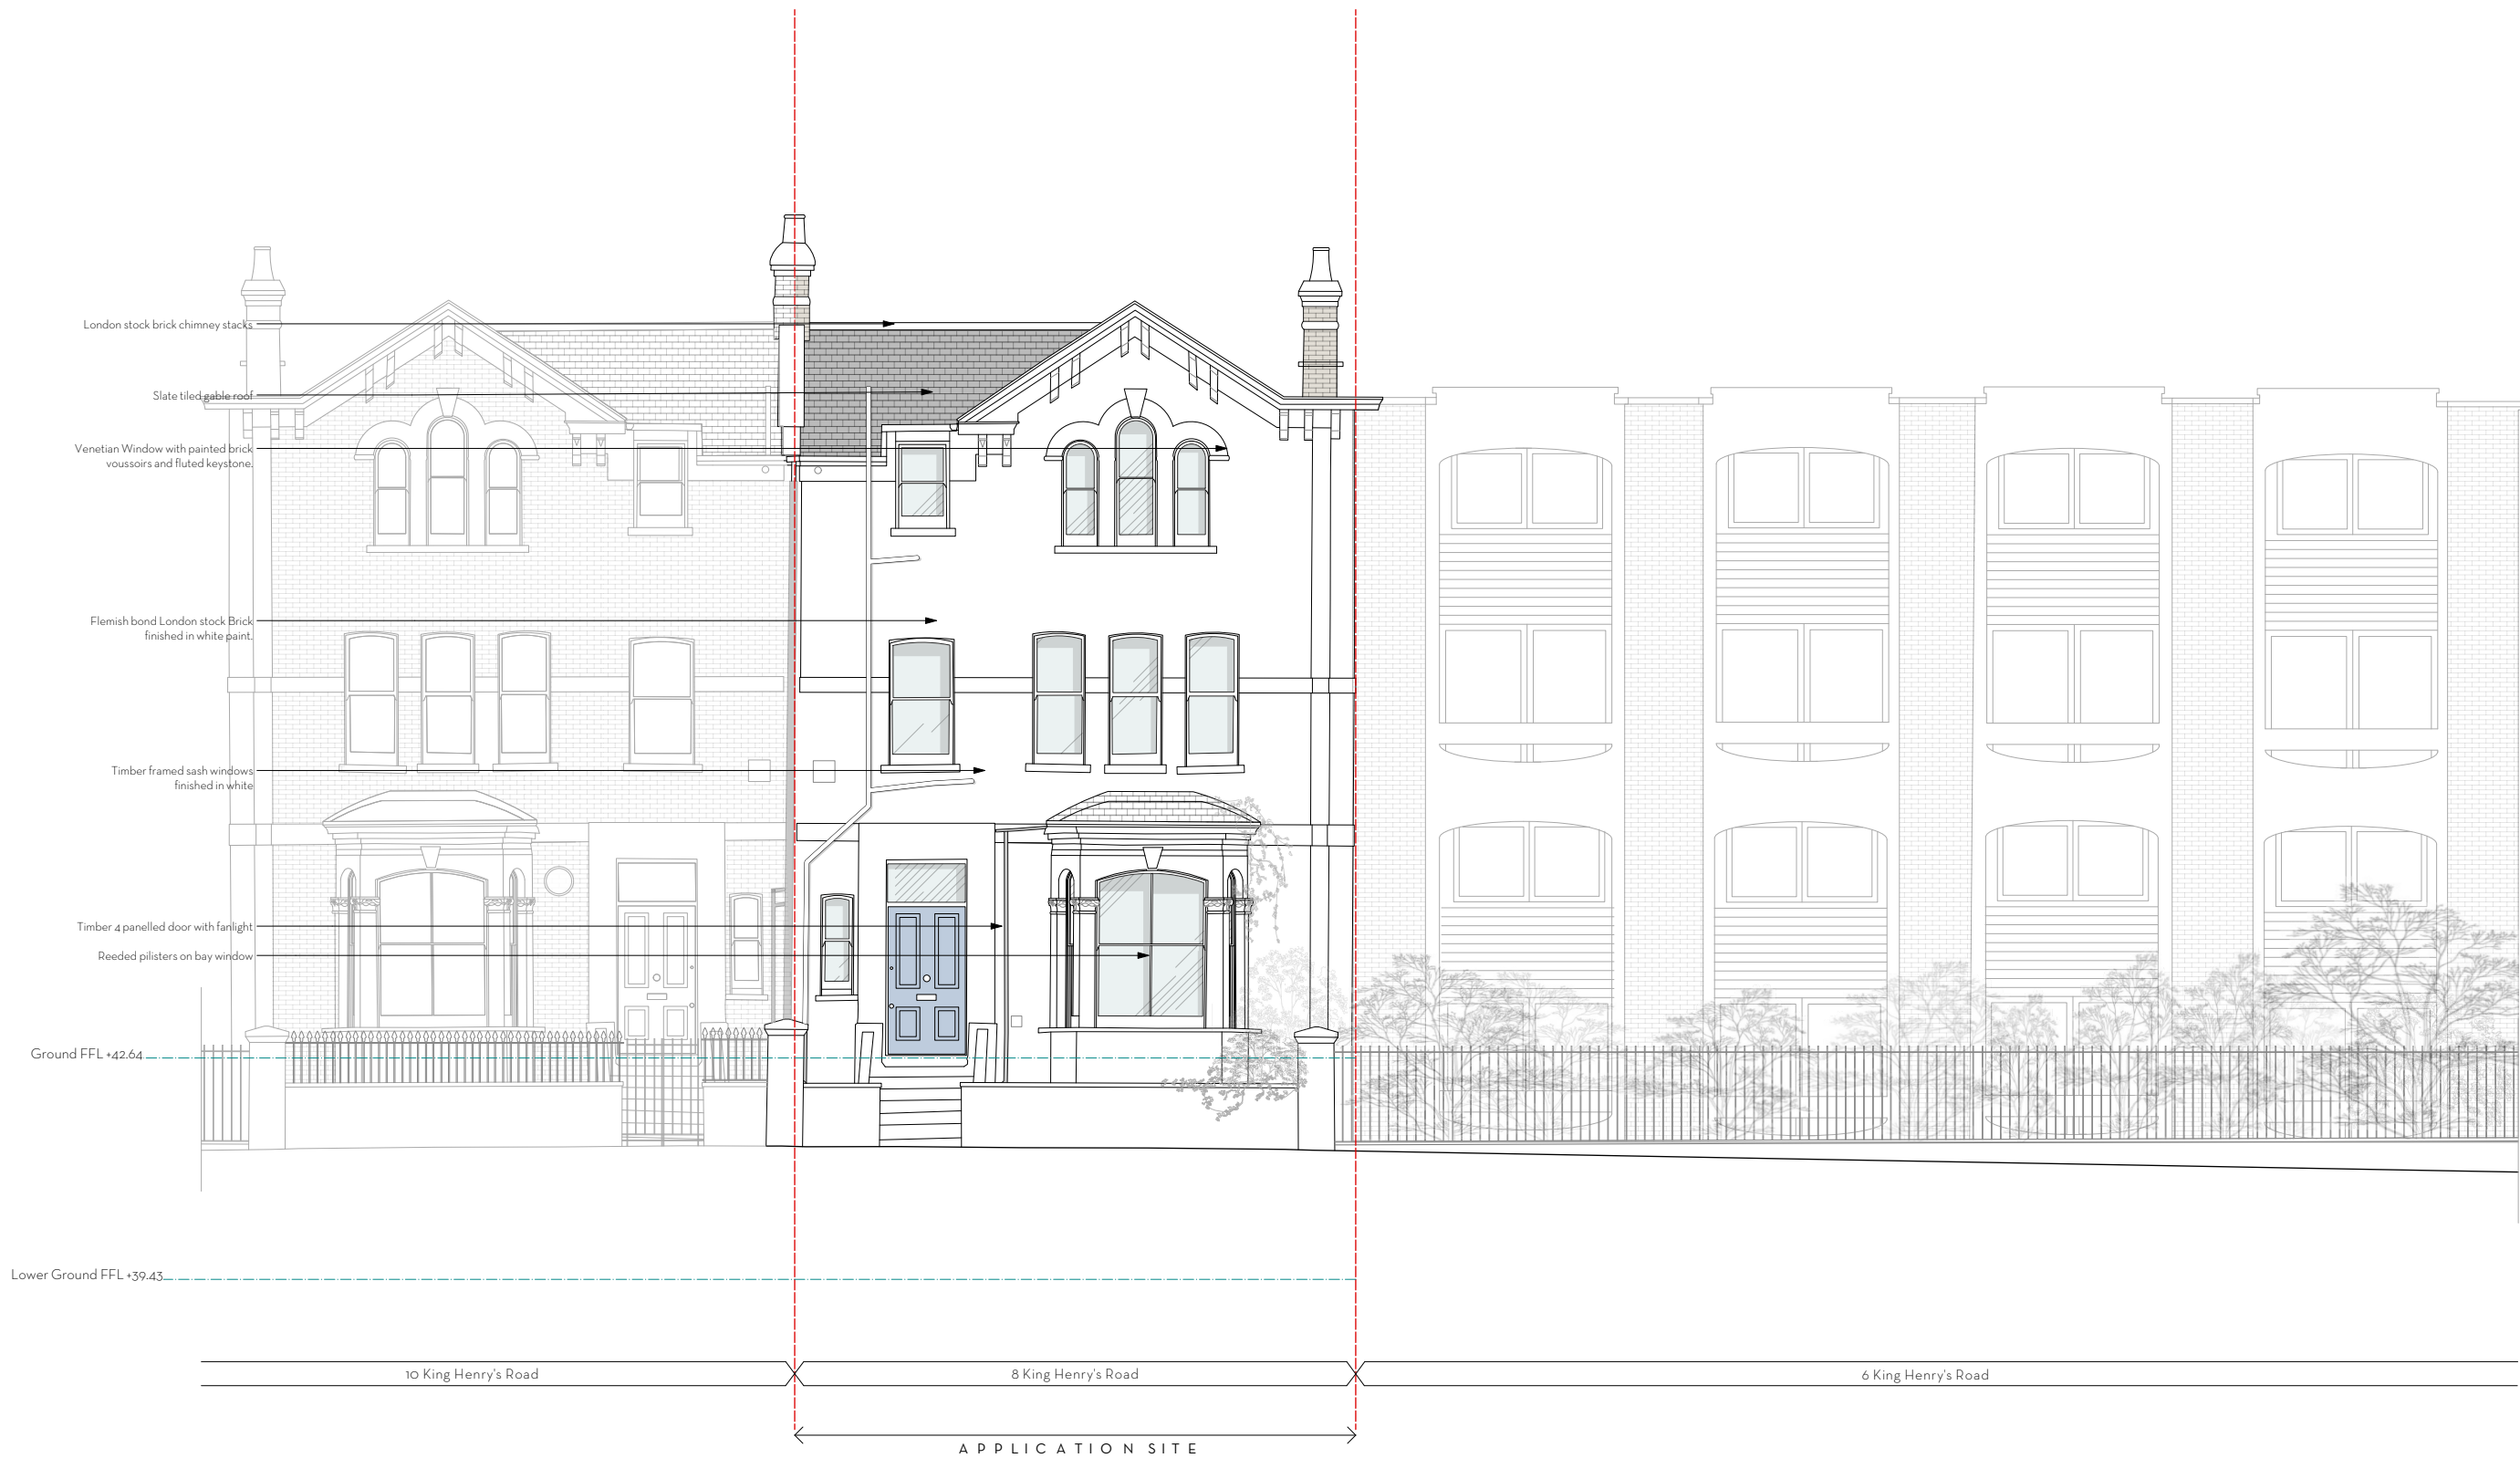 London stock brick chimney stacks
Slate tiled gable roof
Venetian Window with painted brick
voussoirs and fluted keystone.
Flemish bond London stock Brick
finished in white paint.
Timber framed sash windows
finished in white
Timber 4 panelled door with fanlight
Reeded pilisters on bay window
Ground FFL +42.64
Lower Ground FFL +39.43
10 King Henry's Road
8 King Henry's Road
6 King Henry's Road
APPLICATION SITE